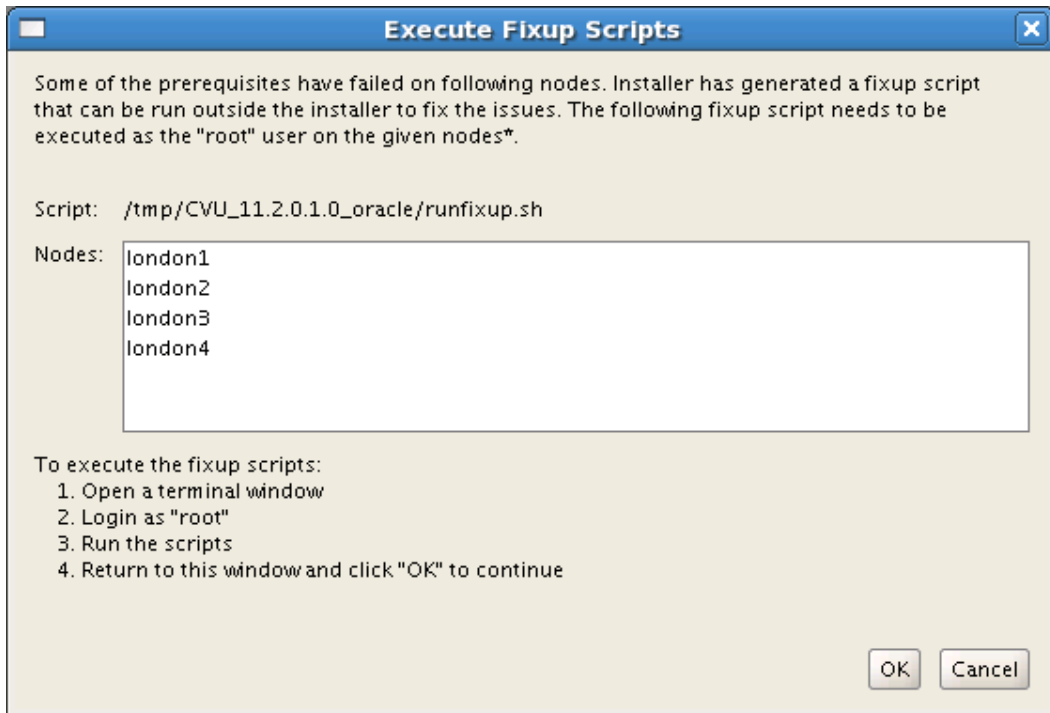 Execute Fixup Scripts
Some of the prerequisites have failed on following nodes. Installer has generated a fixup script
that can be run outside the installer to fix the issues. The following fixup script needs to be
executed as the "root" user on the given nodes*.
Script: /tmp/CVU_11.2.0.1.0_oracle/runfixup.sh
Nodes:
london1
london2
london3
london4
To execute the fixup scripts:
1. Open a terminal window
2. Login as "root"
3. Run the scripts
4. Return to this window and click "OK" to continue
OK Cancel